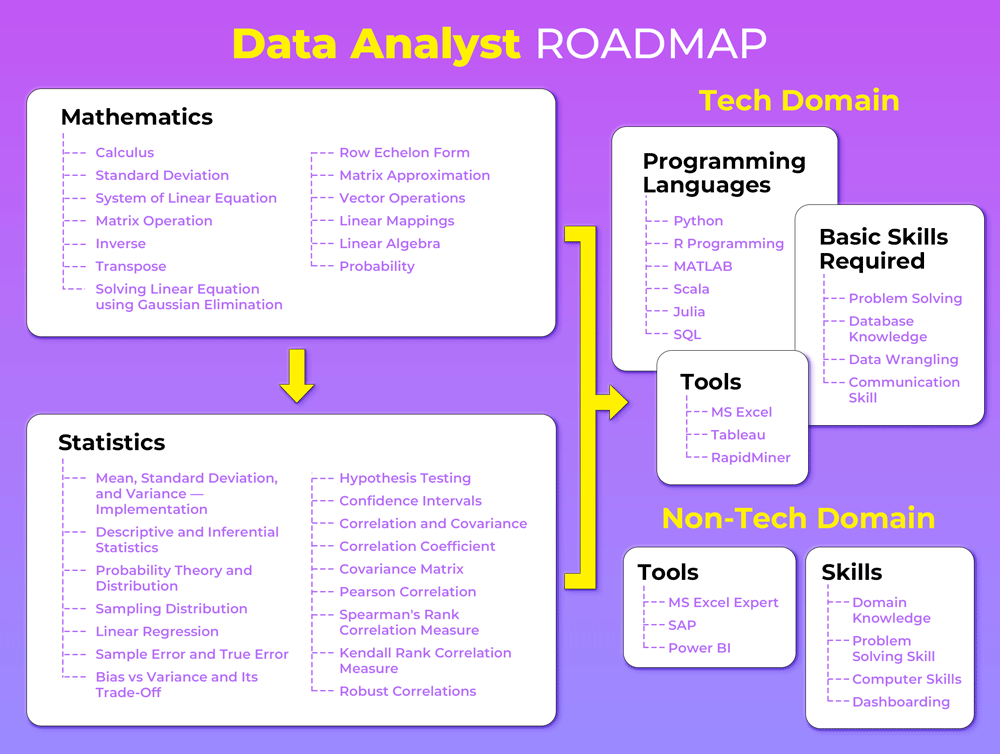 Data Analyst ROADMAP
Mathematics
Calculus
Standard Deviation
System of Linear Equation
Matrix Operation
Inverse
Transpose
Solving Linear Equation
using Gaussian Elimination
Row Echelon Form
Matrix Approximation
Vector Operations
Linear Mappings
Linear Algebra
Probability
Statistics
Mean, Standard Deviation,
and Variance —
Implementation
Descriptive and Inferential
Statistics
Probability Theory and
Distribution
Sampling Distribution
Linear Regression
Sample Error and True Error
Bias vs Variance and Its
Trade-Off
Hypothesis Testing
Confidence Intervals
Correlation and Covariance
Correlation Coefficient
Covariance Matrix
Pearson Correlation
Spearman's Rank
Correlation Measure
Kendall Rank Correlation
Measure
Robust Correlations
Tech Domain
Programming
Languages
Python
R Programming
MATLAB
Scala
Julia
SQL
Basic Skills
Required
Problem Solving
Database
Knowledge
Data Wrangling
Communication
Skill
Tools
MS Excel
Tableau
RapidMiner
Non-Tech Domain
Tools
MS Excel Expert
SAP
Power BI
Skills
Domain
Knowledge
Problem
Solving Skill
Computer Skills
Dashboarding